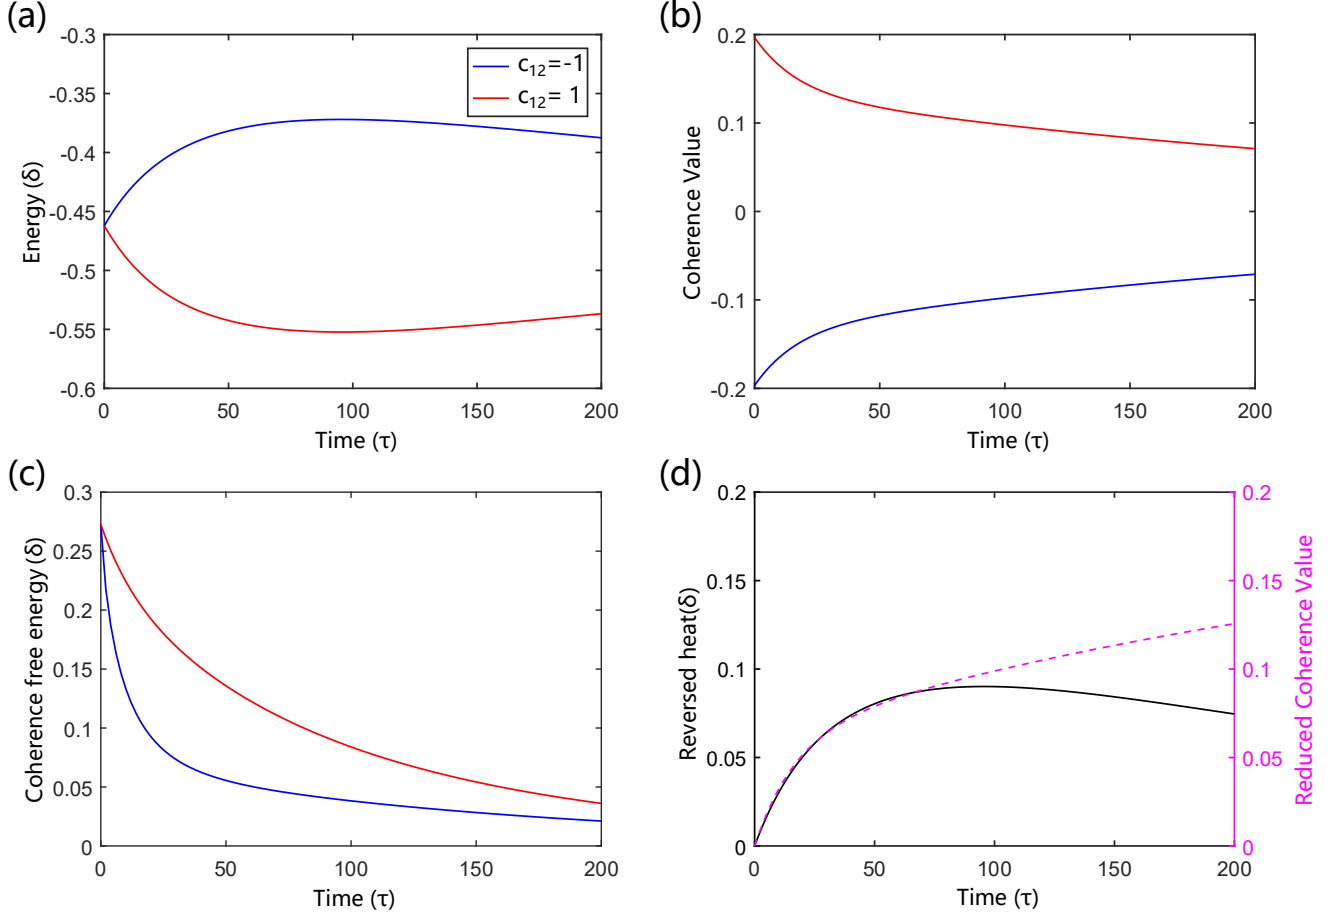 (a)
-0.3
-0.35
-0.4
-0.45
-0.5
-0.55
-0.6
0 50 100 150 200
Energy (δ)
Time (τ)
c₁₂=-1
c₁₂= 1
(b)
0.2
0.1
0
-0.1
-0.2
0 50 100 150 200
Coherence Value
Time (τ)
(c)
0.3
0.25
0.2
0.15
0.1
0.05
0
0 50 100 150 200
Coherence free energy (δ)
Time (τ)
(d)
0.2
0.15
0.1
0.05
0
0 50 100 150 200
Reversed heat(δ)
Time (τ)
0.2
0.15
0.1
0.05
0
Reduced Coherence Value